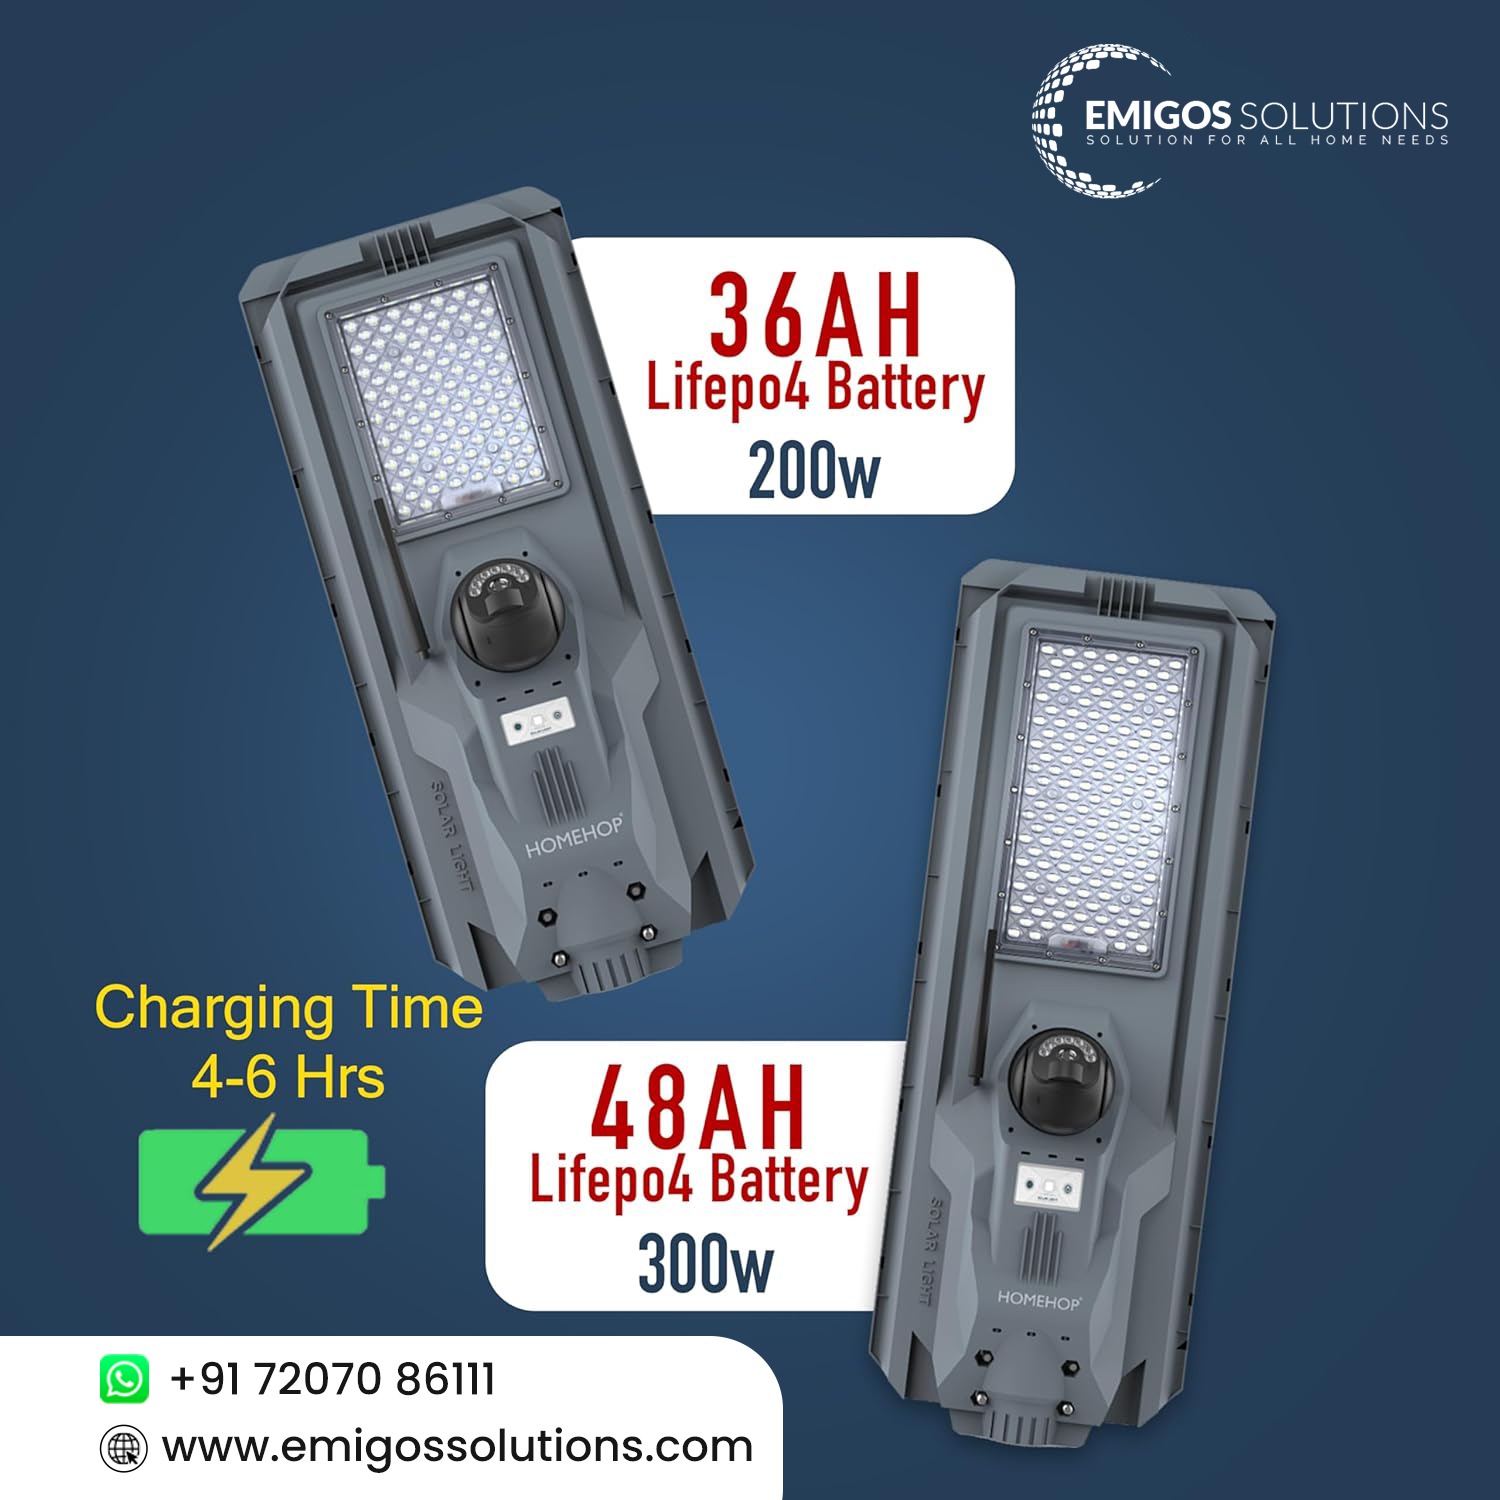 EMIGOS SOLUTIONS
SOLUTION FOR ALL HOME NEEDS
36AH
Lifepo4 Battery
200w
SOLAR LIGHT
HOMEHOP
Charging Time
4-6 Hrs
48AH
Lifepo4 Battery
300w
SOLAR LIGHT
HOMEHOP
+91 72070 86111
www.emigossolutions.com